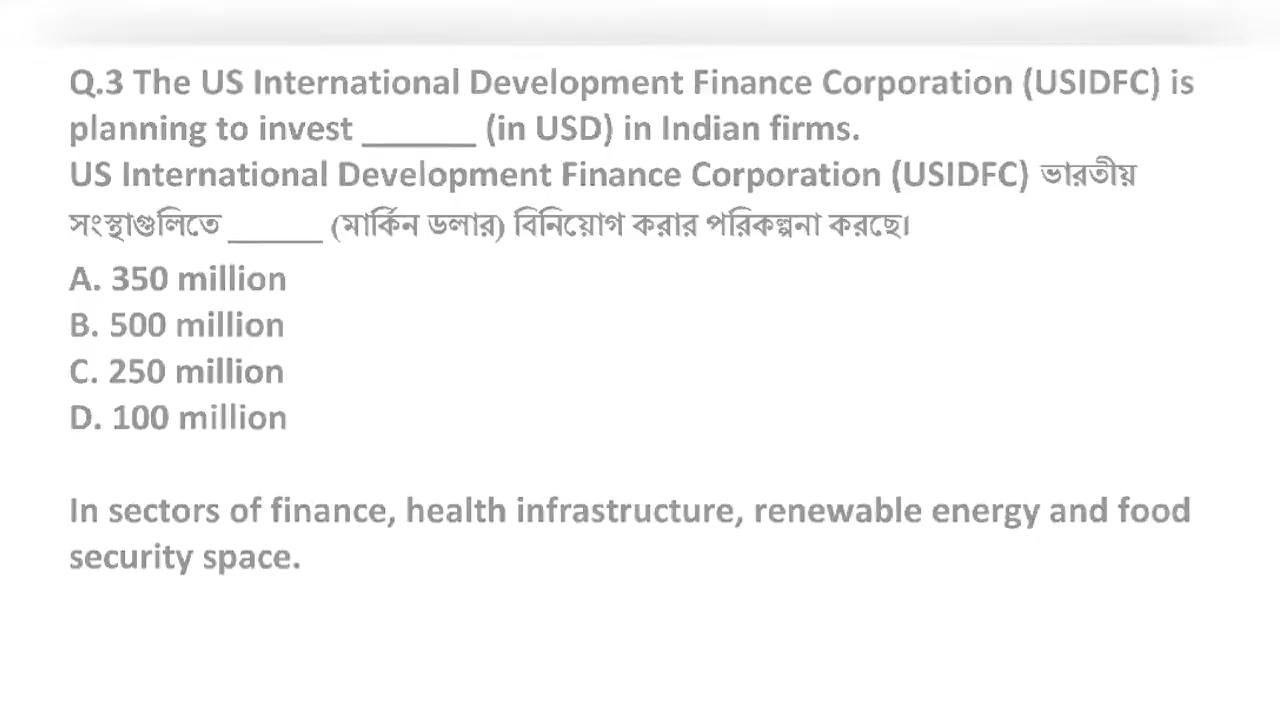 Q.3 The US International Development Finance Corporation (USIDFC) is
planning to invest ______ (in USD) in Indian firms.
US International Development Finance Corporation (USIDFC) ভারতীয়
সংস্থাগুলিতে _____ (মার্কিন ডলার) বিনিয়োগ করার পরিকল্পনা করছে।
A. 350 million
B. 500 million
C. 250 million
D. 100 million
In sectors of finance, health infrastructure, renewable energy and food
security space.